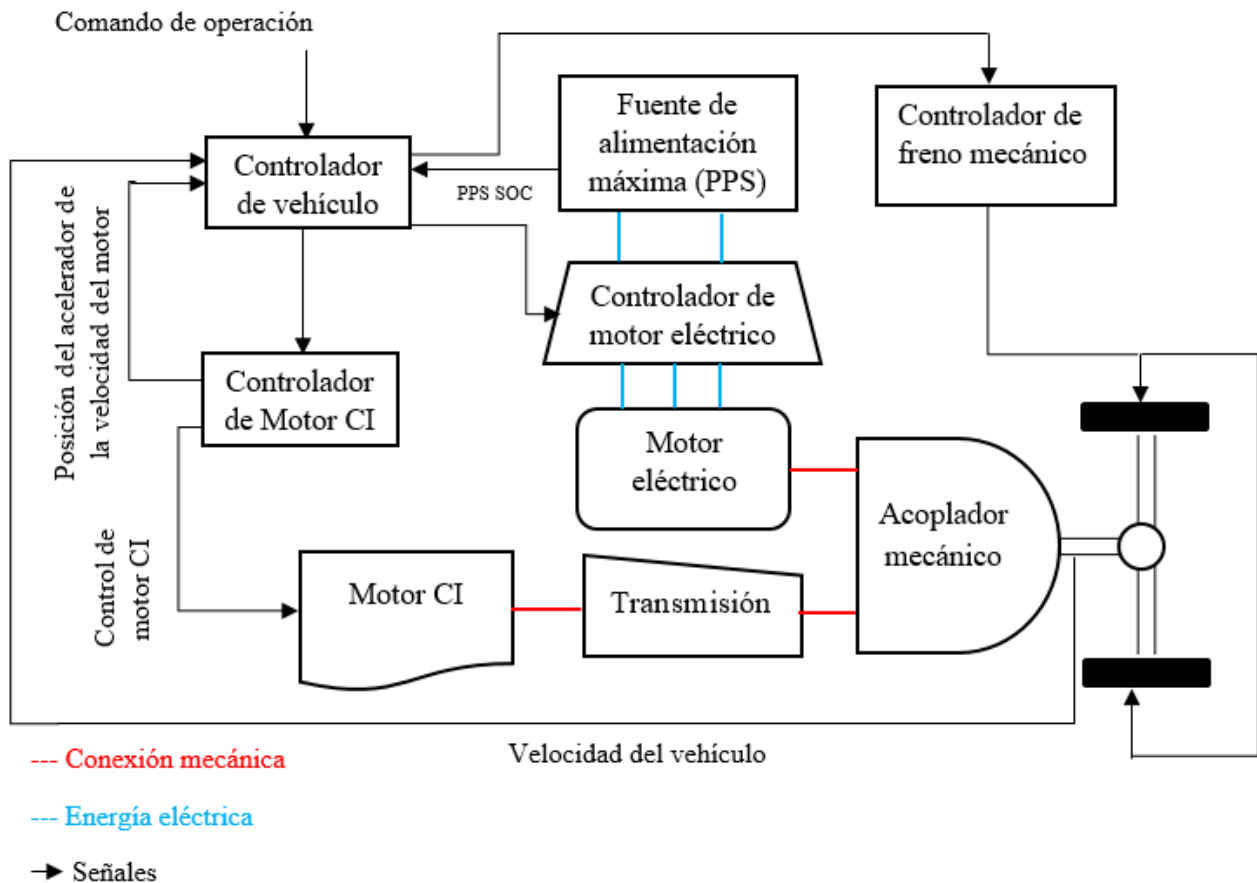 Comando de operación
Fuente de
alimentación
máxima (PPS)
Controlador de
freno mecánico
Controlador
de vehículo
PPS SOC
Posición del acelerador de
la velocidad del motor
Controlador de
motor eléctrico
Controlador
de Motor CI
Motor
eléctrico
Acoplador
mecánico
Control de
motor CI
Motor CI
Transmisión
Velocidad del vehículo
--- Conexión mecánica
--- Energía eléctrica
Señales